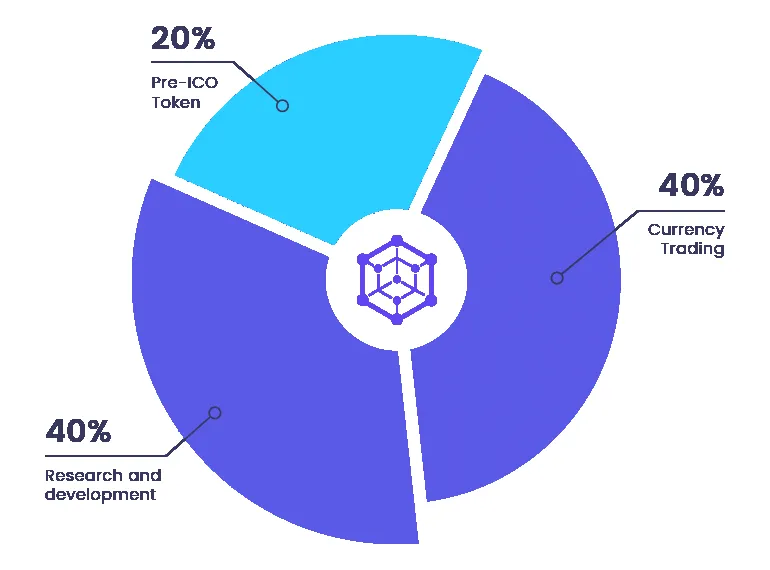 20%
Pre-ICO
Token
40%
Currency
Trading
40%
Research and
development